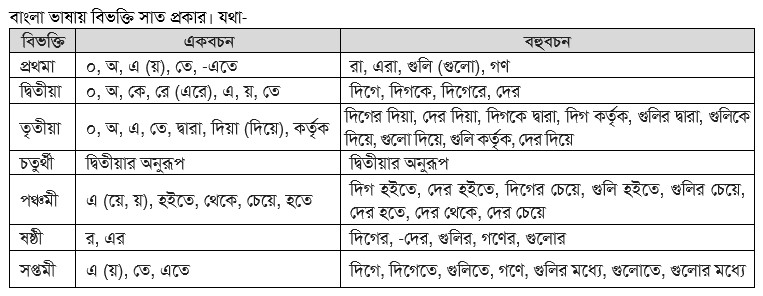 বাংলা ভাষায় বিভক্তি সাত প্রকার। যথা-
বিভক্তি একবচন বহুবচন
প্রথমা ০, অ, এ (য়), তে, -এতে রা, এরা, গুলি (গুলো), গণ
দ্বিতীয়া ০, অ, কে, রে (এরে), এ, য়, তে দিগে, দিগকে, দিগেরে, দের
তৃতীয়া ০, অ, এ, তে, দ্বারা, দিয়া (দিয়ে), কর্তৃক দিগের দিয়া, দের দিয়া, দিগকে দ্বারা, দিগ কর্তৃক, গুলির দ্বারা, গুলিকে
দিয়ে, গুলো দিয়ে, গুলি কর্তৃক, দের দিয়ে
চতুর্থী দ্বিতীয়ার অনুরূপ দ্বিতীয়ার অনুরূপ
পঞ্চমী এ (য়ে, য়), হইতে, থেকে, চেয়ে, হতে দিগ হইতে, দের হইতে, দিগের চেয়ে, গুলি হইতে, গুলির চেয়ে,
দের হতে, দের থেকে, দের চেয়ে
ষষ্ঠী র, এর দিগের, -দের, গুলির, গণের, গুলোর
সপ্তমী এ (য়), তে, এতে দিগে, দিগেতে, গুলিতে, গণে, গুলির মধ্যে, গুলোতে, গুলোর মধ্যে